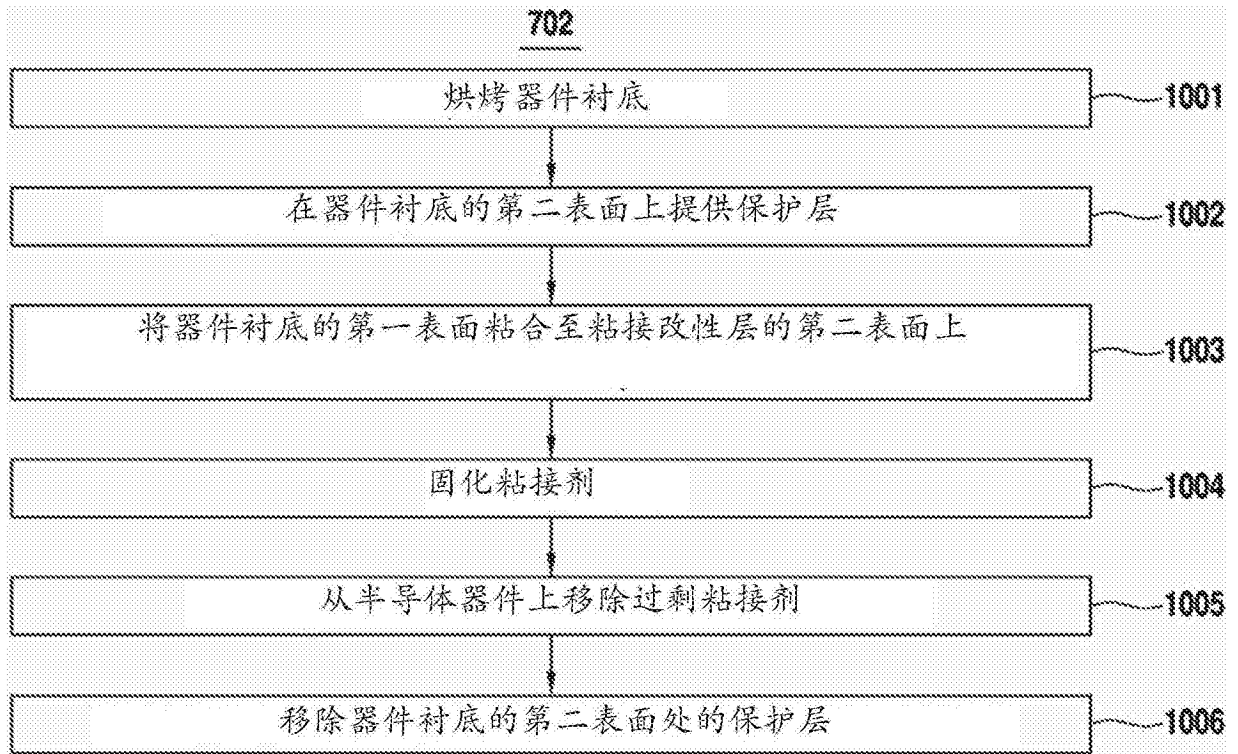 702
烘烤器件衬底
1001
在器件衬底的第二表面上提供保护层
1002
将器件衬底的第一表面粘合至粘接改性层的第二表面上
1003
固化粘接剂
1004
从半导体器件上移除过剩粘接剂
1005
移除器件衬底的第二表面处的保护层
1006